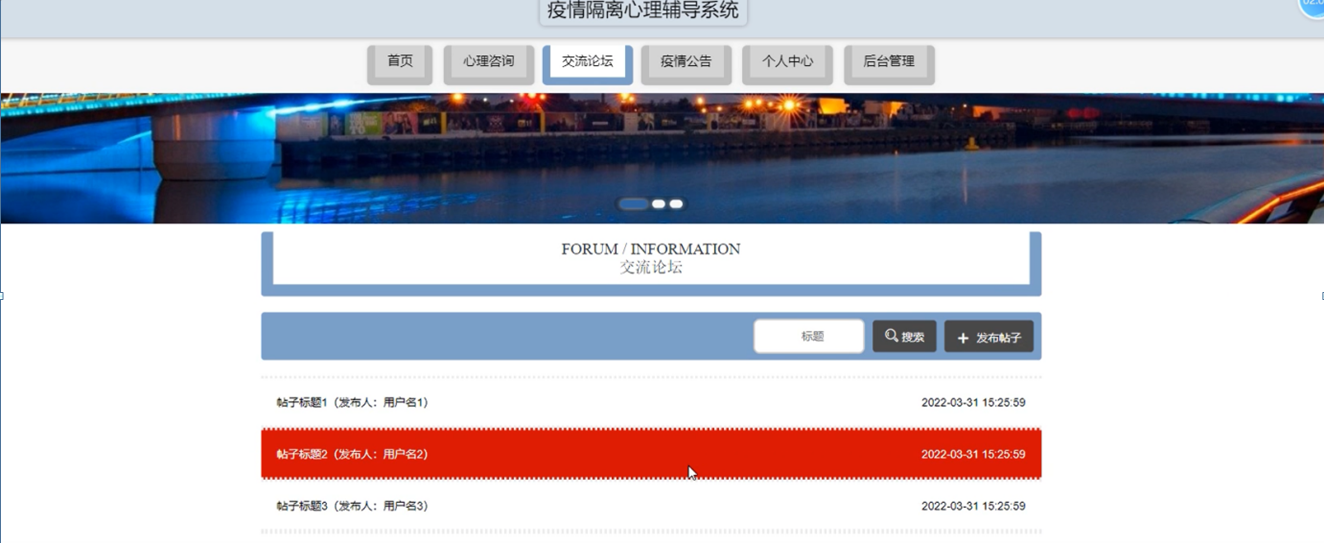 疫情隔离心理辅导系统
首页 心理咨询 交流论坛 疫情公告 个人中心 后台管理
FORUM / INFORMATION
交流论坛
标题 搜索 + 发布帖子
帖子标题1（发布人：用户名1） 2022-03-31 15:25:59
帖子标题2（发布人：用户名2） 2022-03-31 15:25:59
帖子标题3（发布人：用户名3） 2022-03-31 15:25:59